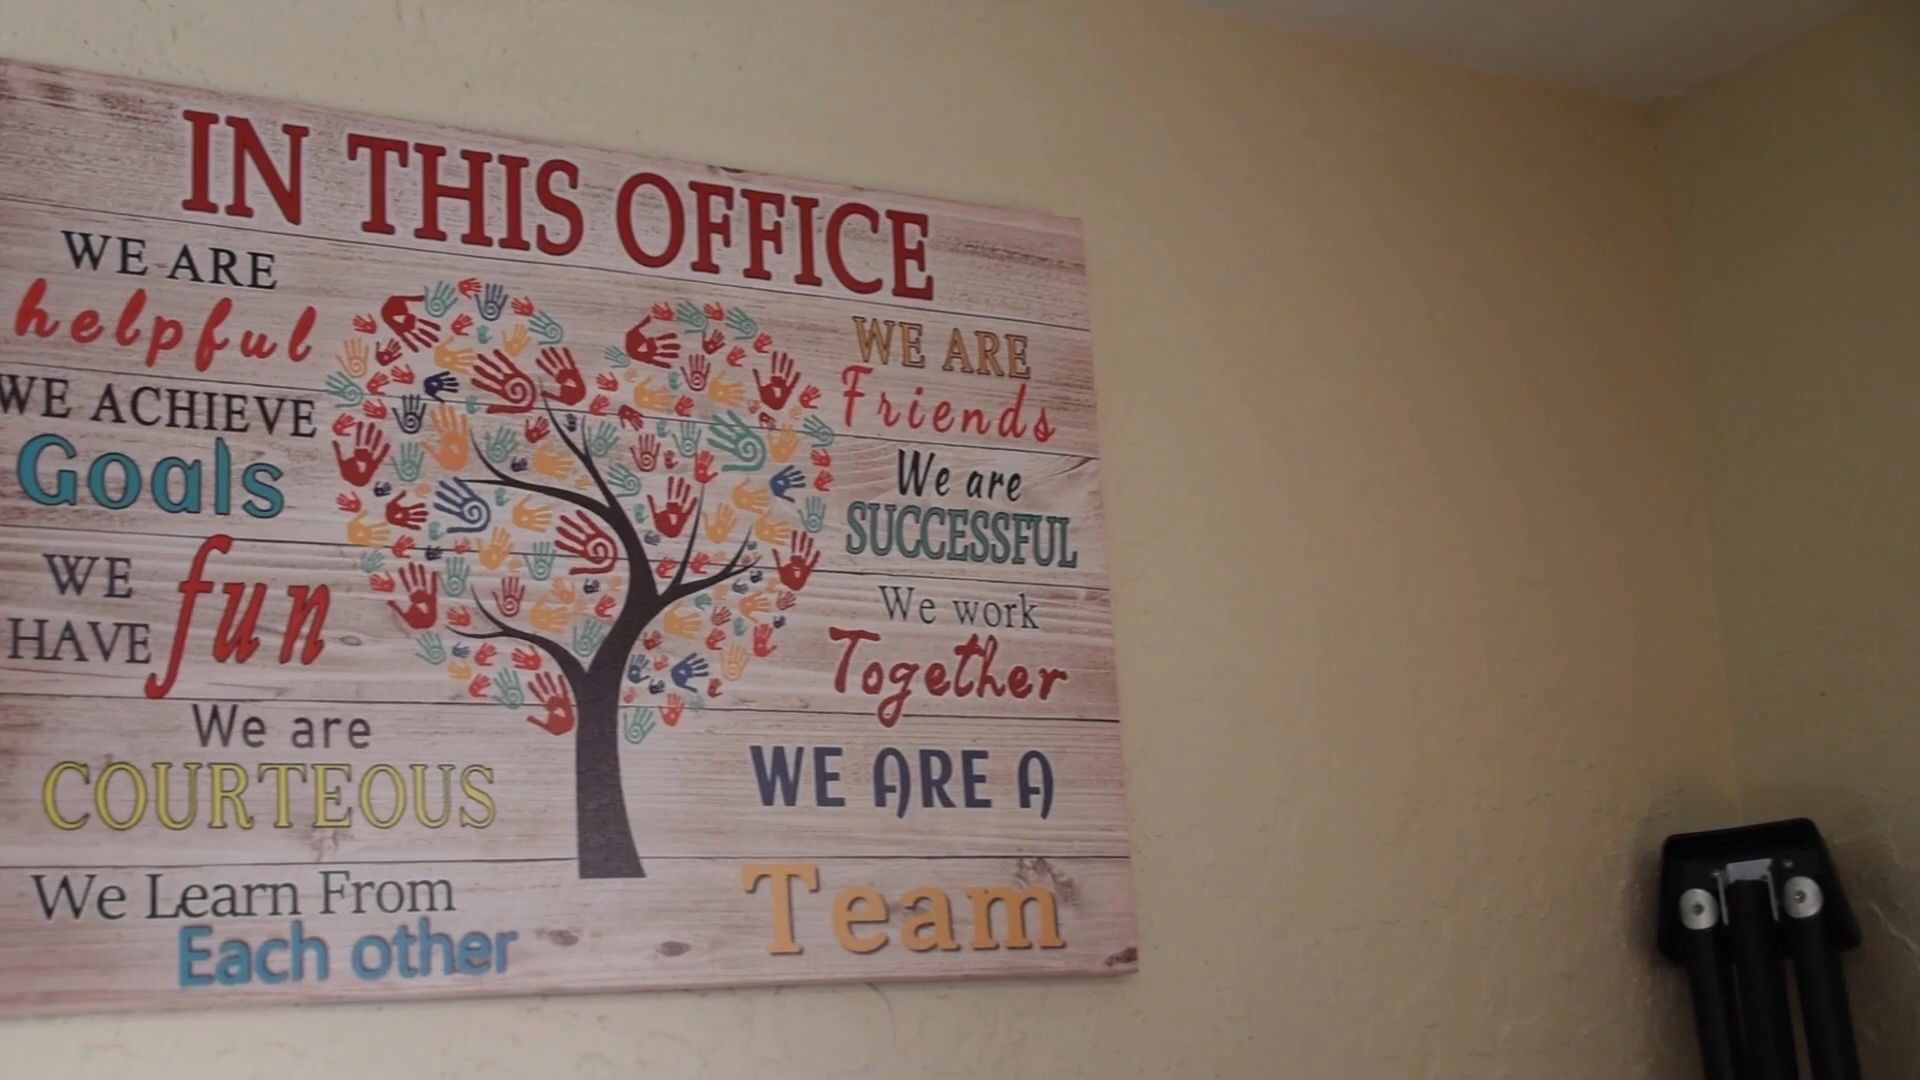 IN THIS OFFICE
WE ARE
helpful
WE ACHIEVE
Goals
WE
HAVE fun
We are
COURTEOUS
We Learn From
Each other
WE ARE
Friends
We are
SUCCESSFUL
We work
Together
WE ARE A
Team